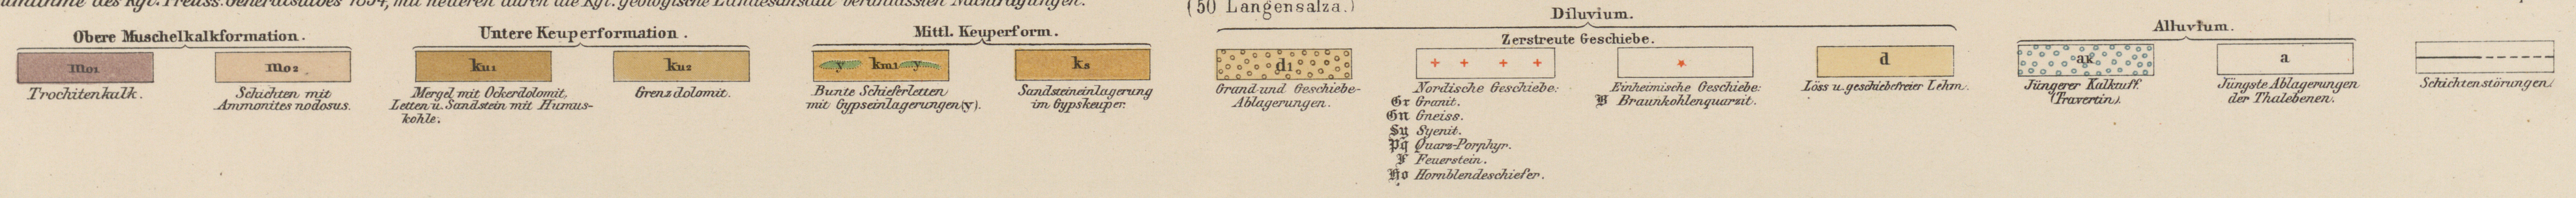 (50 Langensalza.)
Obere Muschelkalkformation.
mo1
Trochitenkalk.
mo2
Schichten mit
Ammonites nodosus.
Untere Keuperformation.
ku1
Mergel mit Ockerdolomit,
Letten u. Sandstein mit Humus-
kohle.
ku2
Grenzdolomit.
Mittl. Keuperform.
y km1 y
Bunte Schieferletten
mit Gypseinlagerungen (y).
ks
Sandsteineinlagerung
im Gypskeuper.
Diluvium.
d1
Grand und Geschiebe-
Ablagerungen.
Zerstreute Geschiebe.
Nordische Geschiebe:
Gr Granit.
Gn Gneiss.
Sy Syenit.
Pq Quarz-Porphyr.
F Feuerstein.
Ho Hornblendeschiefer.
Einheimische Geschiebe:
B Braunkohlenquarzit.
d
Löss u. geschiebefreier Lehm.
Alluvium.
ak
Jüngerer Kalktuff.
(Travertin).
a
Jüngste Ablagerungen
der Thalebenen.
Schichtenstörungen.